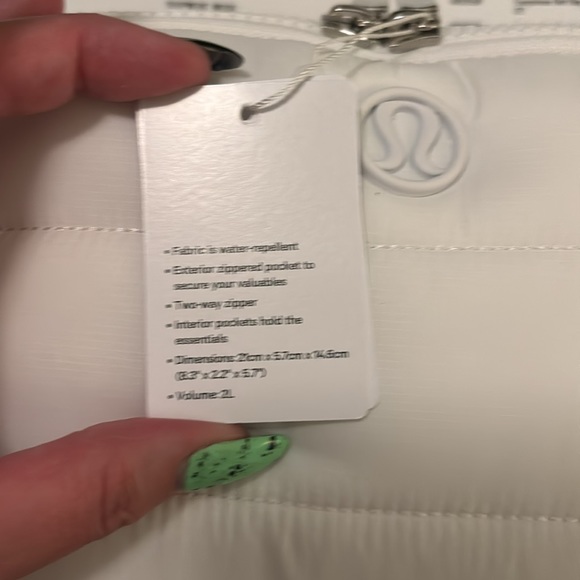 • Fabric is water-repellent
• Exterior zippered pocket to
secure your valuables
• Two-way zipper
• Interior pockets hold the
essentials
• Dimensions: 21cm x 5.7cm x 14.6cm
(8.3" x 2.2" x 5.7")
• Volume: 2L